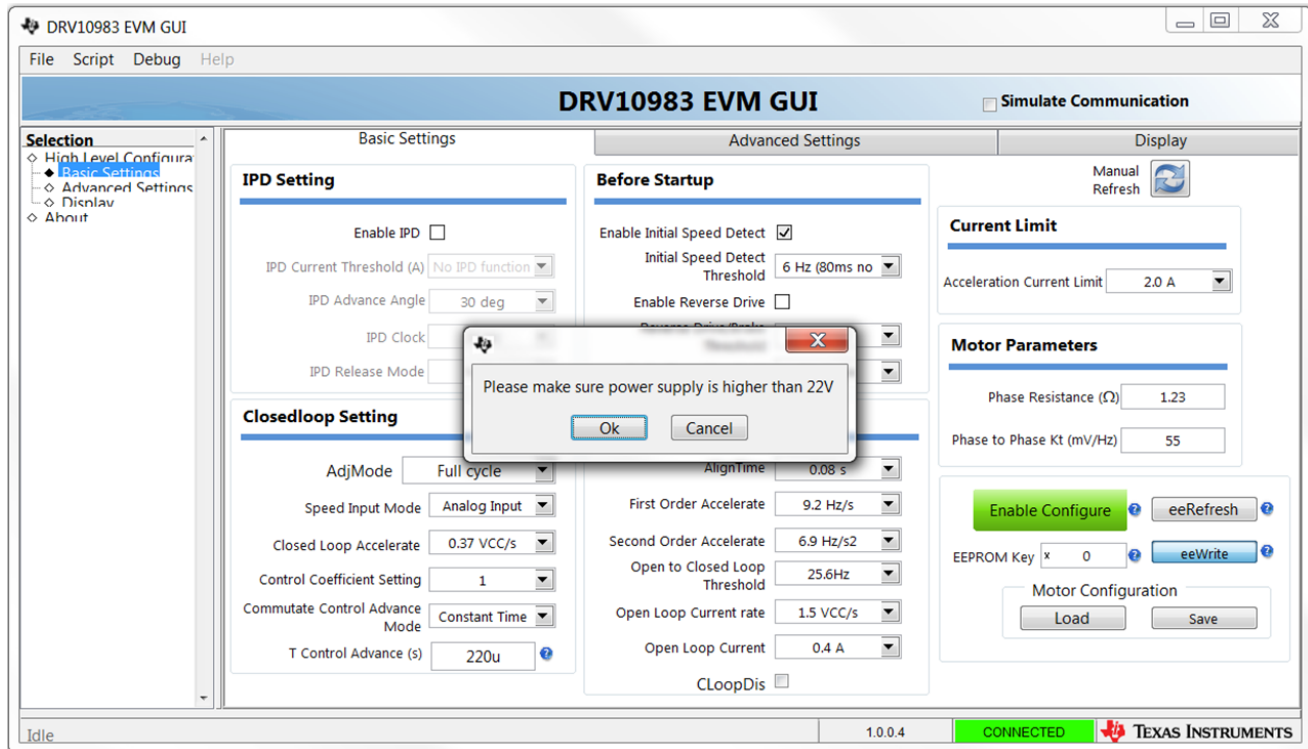 DRV10983 EVM GUI
File Script Debug Help
DRV10983 EVM GUI
Simulate Communication
Selection
High Level Configura
Basic Settings
Advanced Settings
Display
About
Basic Settings
Advanced Settings
Display
IPD Setting
Enable IPD
IPD Current Threshold (A) No IPD function
IPD Advance Angle 30 deg
IPD Clock
IPD Release Mode
Before Startup
Enable Initial Speed Detect
Initial Speed Detect
Threshold
6 Hz (80ms no
Enable Reverse Drive
Reverse Drive/Brake
Threshold
Manual
Refresh
Current Limit
Acceleration Current Limit 2.0 A
Motor Parameters
Phase Resistance (Ω) 1.23
Phase to Phase Kt (mV/Hz) 55
Please make sure power supply is higher than 22V
Ok Cancel
Closedloop Setting
AdjMode Full cycle
Speed Input Mode Analog Input
Closed Loop Accelerate 0.37 VCC/s
Control Coefficient Setting 1
Commutate Control Advance
Mode
Constant Time
T Control Advance (s) 220u
AlignTime 0.08 s
First Order Accelerate 9.2 Hz/s
Second Order Accelerate 6.9 Hz/s2
Open to Closed Loop
Threshold
25.6Hz
Open Loop Current rate 1.5 VCC/s
Open Loop Current 0.4 A
CLoopDis
Enable Configure ? eeRefresh ?
EEPROM Key x 0 ? eeWrite ?
Motor Configuration
Load Save
Idle
1.0.0.4
CONNECTED
TEXAS INSTRUMENTS